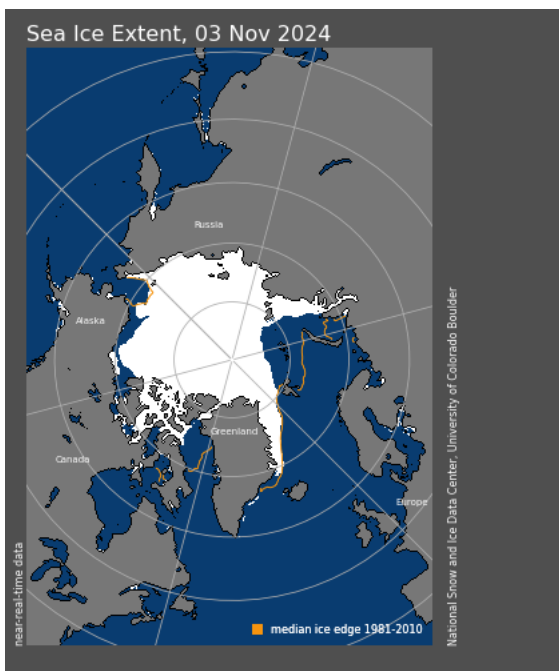 Sea Ice Extent, 03 Nov 2024
Russia
Alaska
Greenland
Canada
Europe
near-real-time data
median ice edge 1981-2010
National Snow and Ice Data Center, University of Colorado Boulder